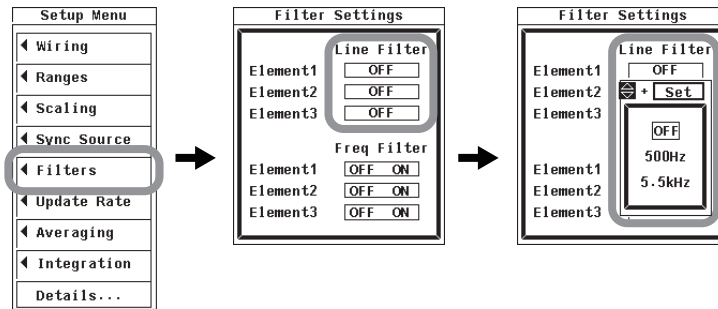 Setup Menu
Wiring
Ranges
Scaling
Sync Source
Filters
Update Rate
Averaging
Integration
Details...
Filter Settings
Line Filter
Element1 OFF
Element2 OFF
Element3 OFF
Freq Filter
Element1 OFF ON
Element2 OFF ON
Element3 OFF ON
Filter Settings
Line Filter
Element1 OFF
Element2 + Set
Element3
OFF
500Hz
Element1
5.5kHz
Element2
Element3